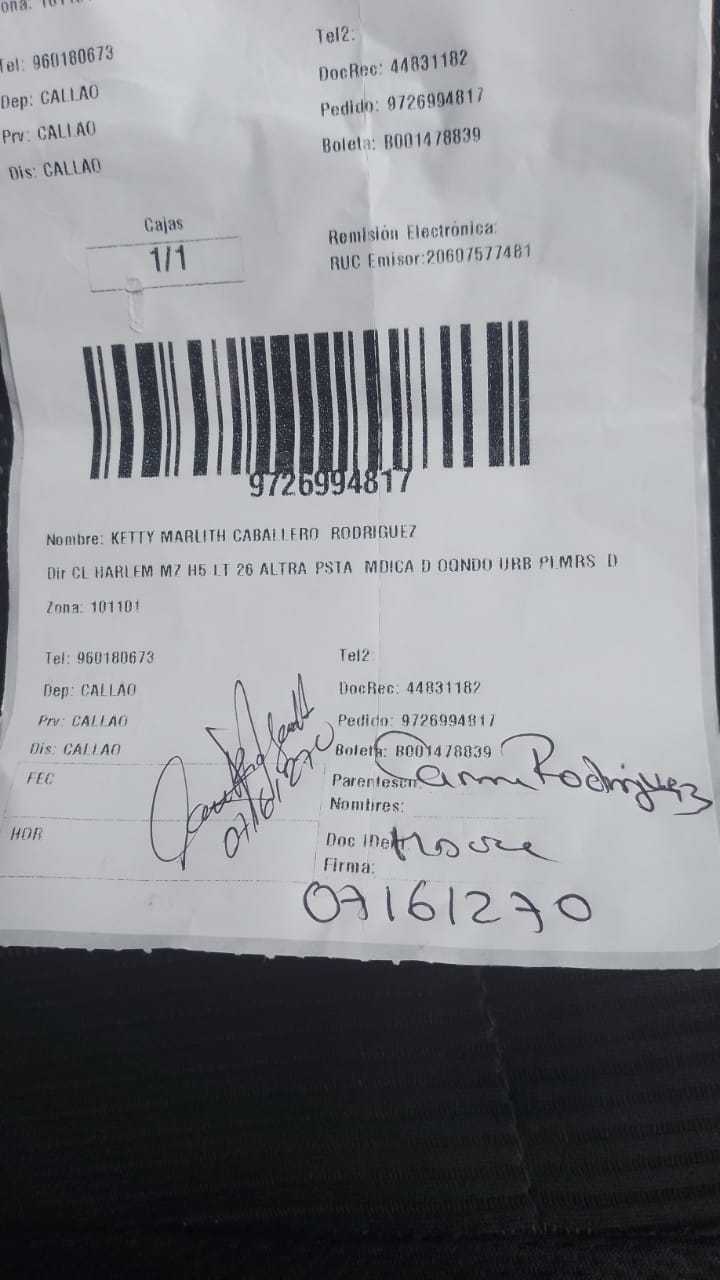 Tel: 960180673
Dep: CALLAO
Prv: CALLAO
Dis: CALLAO
Tel2:
DocRec: 44831182
Pedido: 9726994817
Boleta: B001478839
Cajas
1/1
Remisión Electrónica:
RUC Emisor:20607577481
9726994817
Nombre: KETTY MARLITH CABALLERO RODRIGUEZ
Dir CL HARLEM MZ H5 LT 26 ALTRA PSTA MDICA D OQNDO URB PLMRS D
Zona: 101101
Tel: 960180673
Tel2:
Dep: CALLAO
DocRec: 44831182
Prv: CALLAO
Pedido: 9726994817
Dis: CALLAO
Boleta: B001478839
FEC
Rodriguez
Nombres:
HOR
Firma:
07161270
07161270